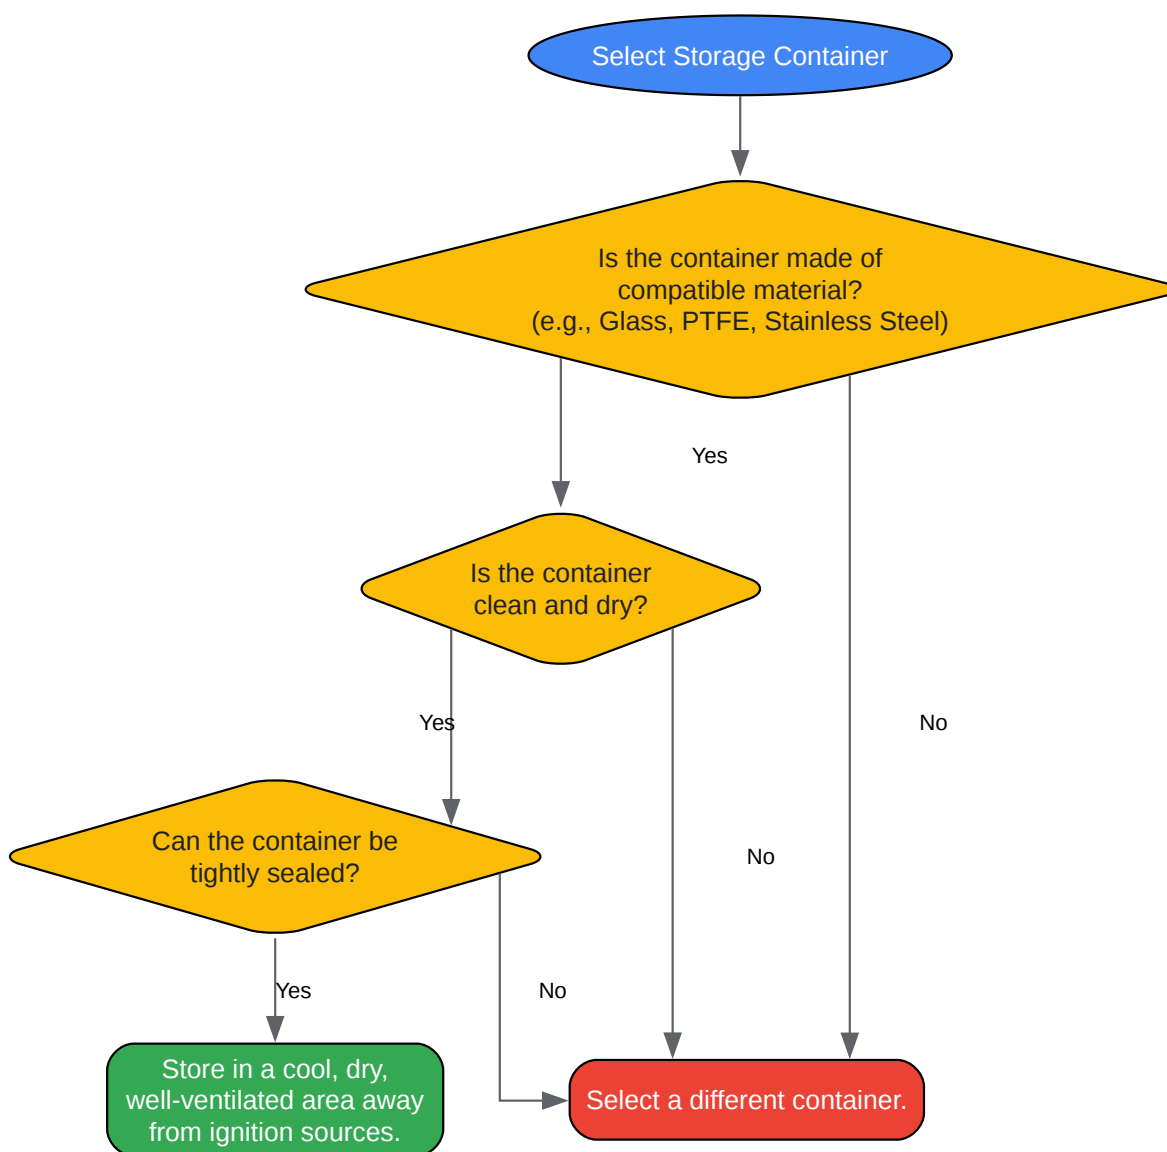 Select Storage Container
Is the container made of
compatible material?
(e.g., Glass, PTFE, Stainless Steel)
Yes
Is the container
clean and dry?
Yes
No
Can the container be
tightly sealed?
No
Yes
No
Store in a cool, dry,
well-ventilated area away
from ignition sources.
Select a different container.